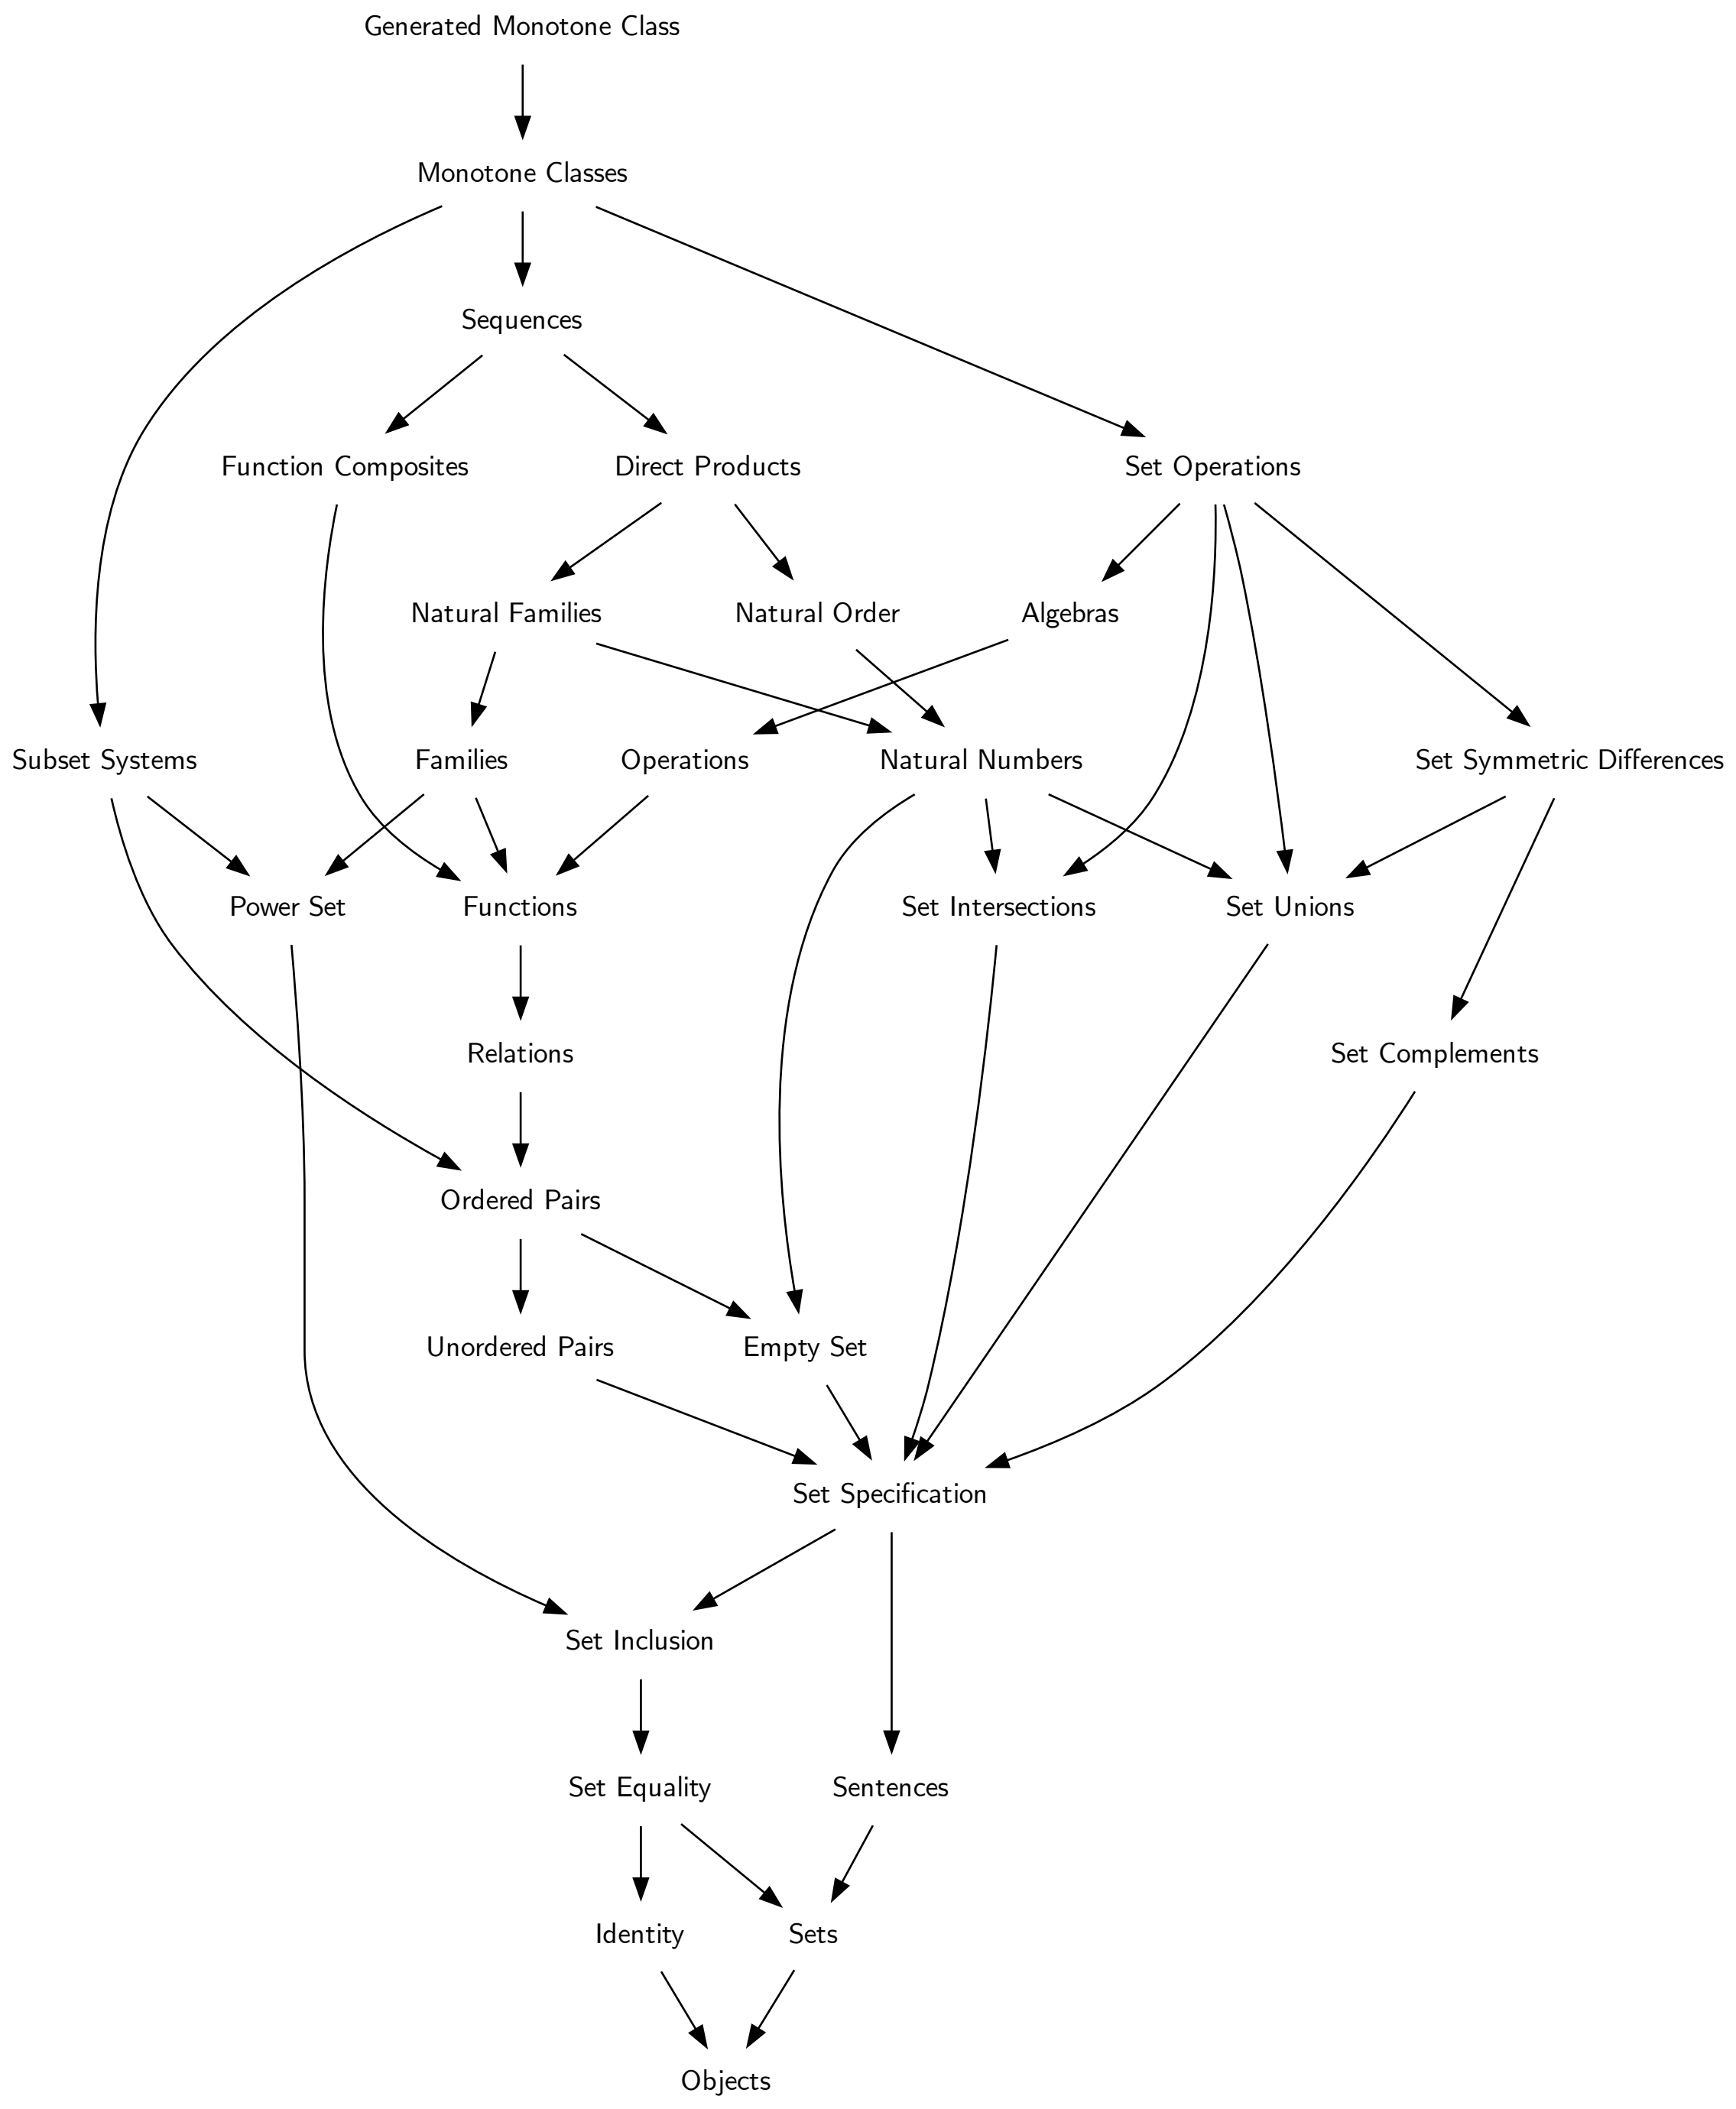 Generated Monotone Class
Monotone Classes
Sequences
Function Composites
Direct Products
Set Operations
Natural Families
Natural Order
Algebras
Subset Systems
Families
Operations
Natural Numbers
Set Symmetric Differences
Power Set
Functions
Set Intersections
Set Unions
Relations
Set Complements
Ordered Pairs
Unordered Pairs
Empty Set
Set Specification
Set Inclusion
Set Equality
Sentences
Identity
Sets
Objects